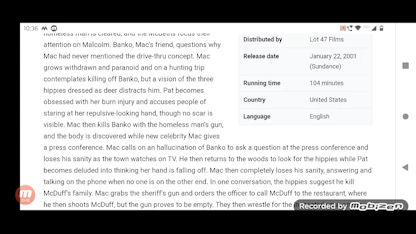 10:36
homeless man is cleared, and the McBeths focus their
attention on Malcolm. Banko, Mac's friend, questions why
Mac had never mentioned the drive-thru concept. Mac
grows withdrawn and paranoid and on a hunting trip
contemplates killing off Banko, but a vision of the three
hippies dressed as deer distracts him. Pat becomes
obsessed with her burn injury and accuses people of
staring at her repulsive-looking hand, though no scar is
visible. Mac then kills Banko with the homeless man's gun,
and the body is discovered while new celebrity Mac gives
a press conference. Mac calls on a hallucination of Banko to ask a question at the press conference and
loses his sanity as the town watches on TV. He then returns to the woods to look for the hippies while Pat
becomes deluded into thinking her hand is falling off. Mac then completely loses his sanity, answering and
talking on the phone when no one is on the other end. In one conversation, the hippies suggest he kill
McDuff's family. Mac grabs the sheriff's gun and orders the officer to call McDuff to the restaurant, where
he then shoots McDuff, but the gun proves to be empty. They then wrestle for the
Distributed by Lot 47 Films
Release date January 22, 2001
(Sundance)
Running time 104 minutes
Country United States
Language English
Recorded by Mobizen